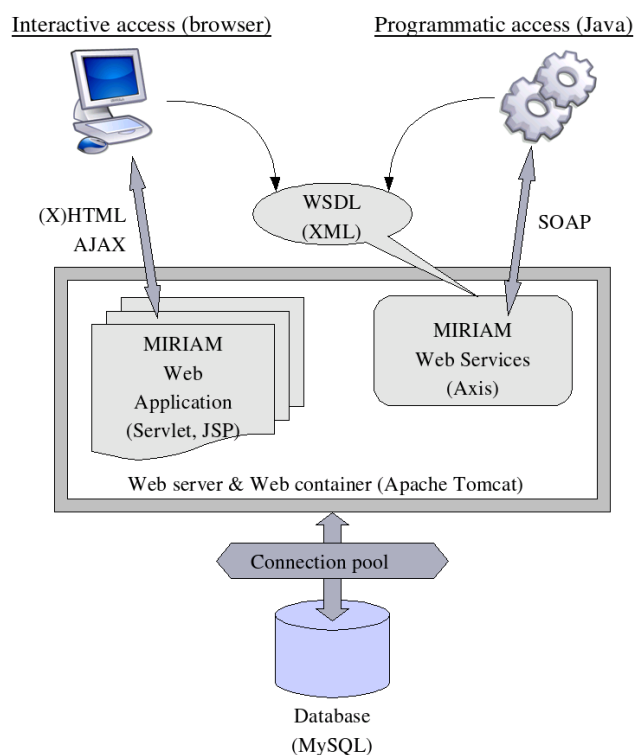 Interactive access (browser)
Programmatic access (Java)
WSDL
(XML)
(X)HTML
AJAX
SOAP
MIRIAM
Web
Application
(Servlet, JSP)
MIRIAM
Web Services
(Axis)
Web server & Web container (Apache Tomcat)
Connection pool
Database
(MySQL)